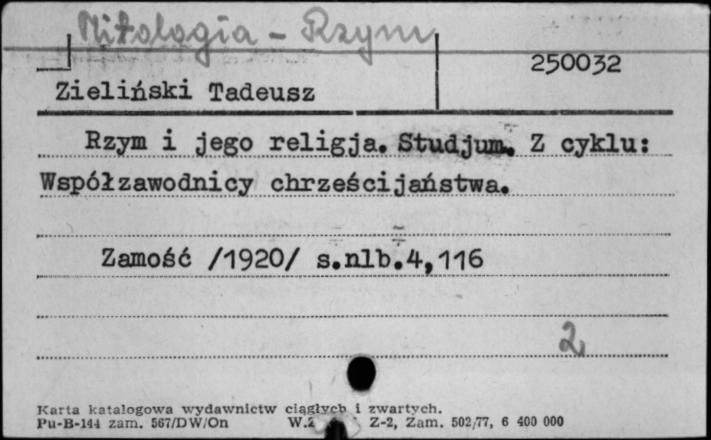 Mitologia - Rzym
250032
Zieliński Tadeusz
Rzym i jego religja. Studjum. Z cyklu:
Współzawodnicy chrześcijaństwa.
Zamość /1920/ s.nlb.4,116
2
Karta katalogowa wydawnictw ciągłych i zwartych.
Pu-B-144 zam. 567/DW/On W. Z-2, Zam. 502/77, 6 400 000